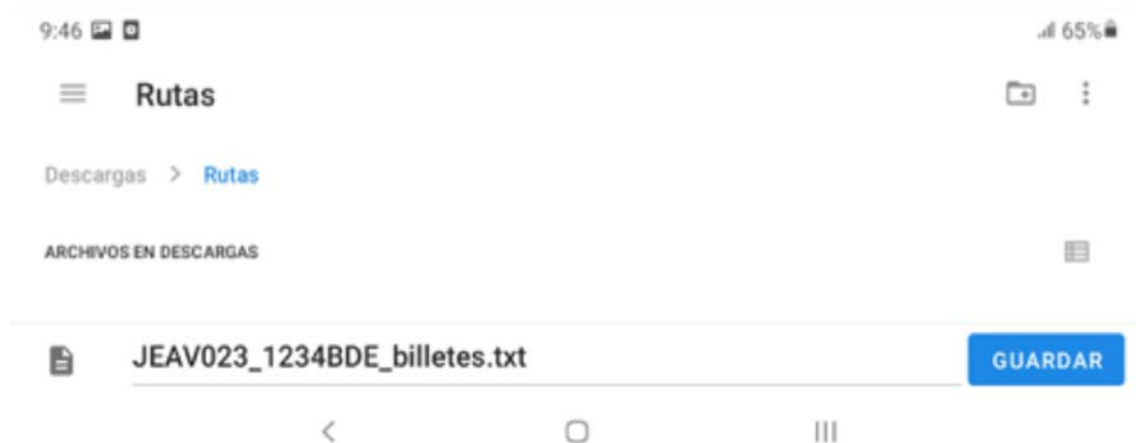 9:46 65%
Rutas
Descargas > Rutas
ARCHIVOS EN DESCARGAS
JEAV023_1234BDE_billetes.txt GUARDAR